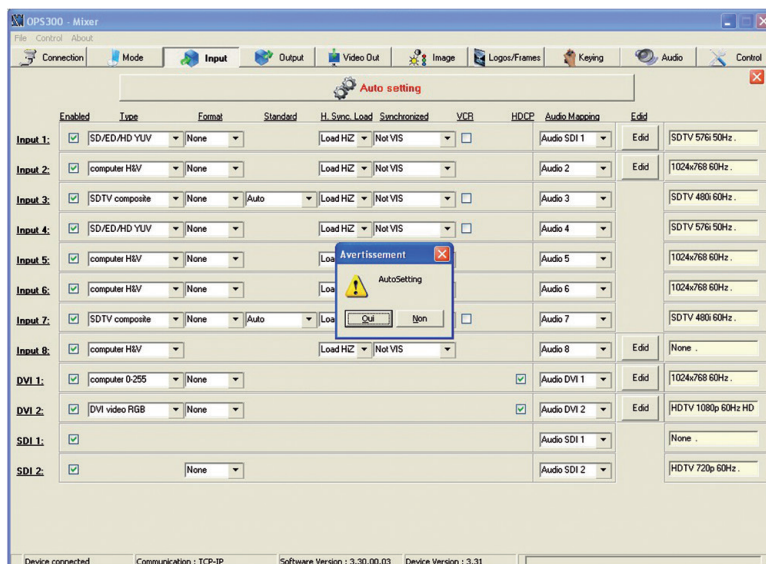 OPS300 - Mixer
File Control About
Connection Mode Input Output Video Out Image Logos/Frames Keying Audio Control
Auto setting
Enabled Type Format Standard H. Sync. Load Synchronized VCR HDCP Audio Mapping Edid
Input 1: SD/ED/HD YUV None Load HiZ Not VIS Audio SDI 1 Edid SDTV 576i 50Hz .
Input 2: computer H&V None Load HiZ Not VIS Audio 2 Edid 1024x768 60Hz .
Input 3: SDTV composite None Auto Load HiZ Not VIS Audio 3 SDTV 480i 60Hz .
Input 4: SD/ED/HD YUV None Load HiZ Not VIS Audio 4 SDTV 576i 50Hz .
Input 5: computer H&V None Loa Audio 5 1024x768 60Hz .
Input 6: computer H&V None Loa Audio 6 1024x768 60Hz .
Input 7: SDTV composite None Auto Loa Audio 7 SDTV 480i 60Hz .
Input 8: computer H&V Load HiZ Not VIS Audio 8 Edid None .
DVI 1: computer 0-255 None Audio DVI 1 Edid 1024x768 60Hz .
DVI 2: DVI video RGB None Audio DVI 2 Edid HDTV 1080p 60Hz HD
SDI 1: Audio SDI 1 None .
SDI 2: None Audio SDI 2 HDTV 720p 60Hz .
Avertissement
AutoSetting
Oui Non
Device connected Communication : TCP-IP Software Version : 3.30.00.03 Device Version : 3.31